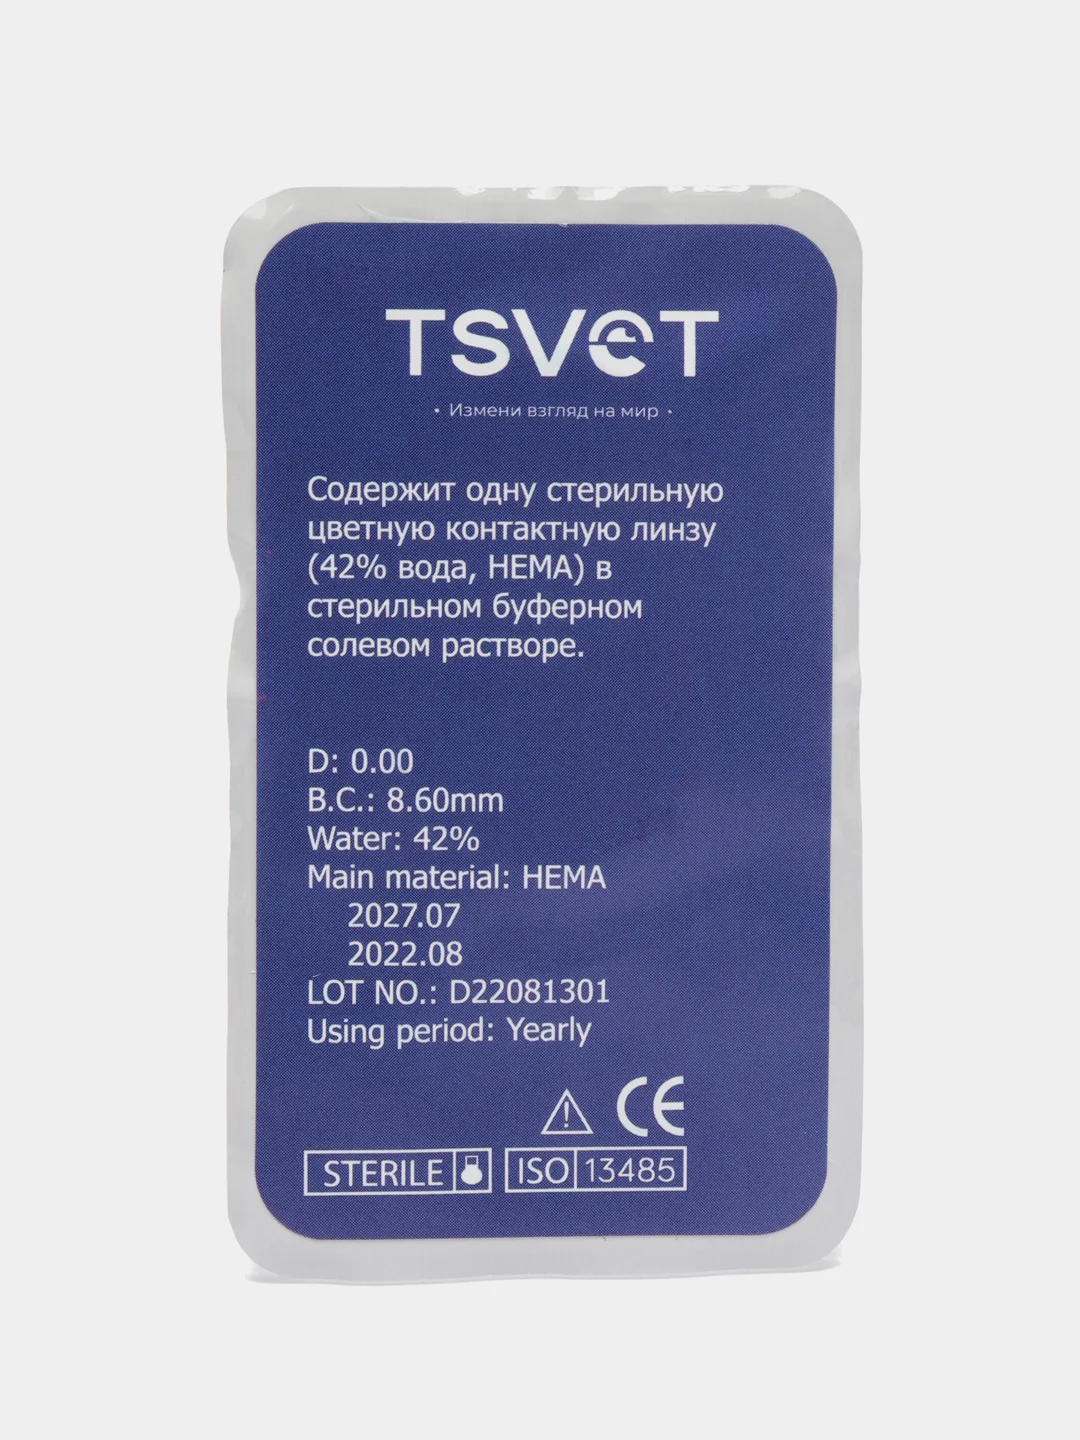 TSVeT
• Измени взгляд на мир •
Содержит одну стерильную
цветную контактную линзу
(42% вода, HEMA) в
стерильном буферном
солевом растворе.
D: 0.00
B.C.: 8.60mm
Water: 42%
Main material: HEMA
2027.07
2022.08
LOT NO.: D22081301
Using period: Yearly
CE
STERILE ISO 13485